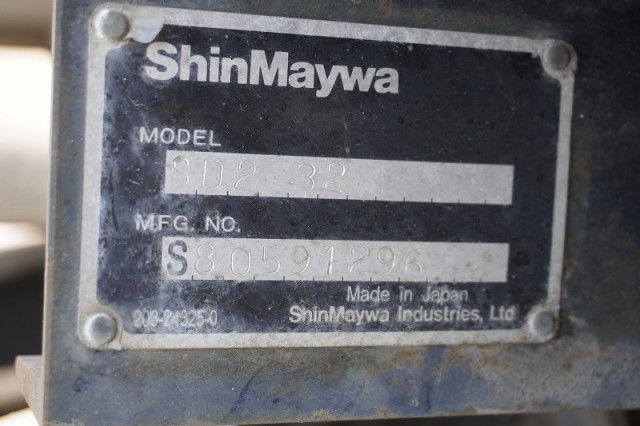 ShinMaywa
MODEL
SD2 32
MFG. NO.
S80591296
Made in Japan
208-24325-0
ShinMaywa Industries, Ltd